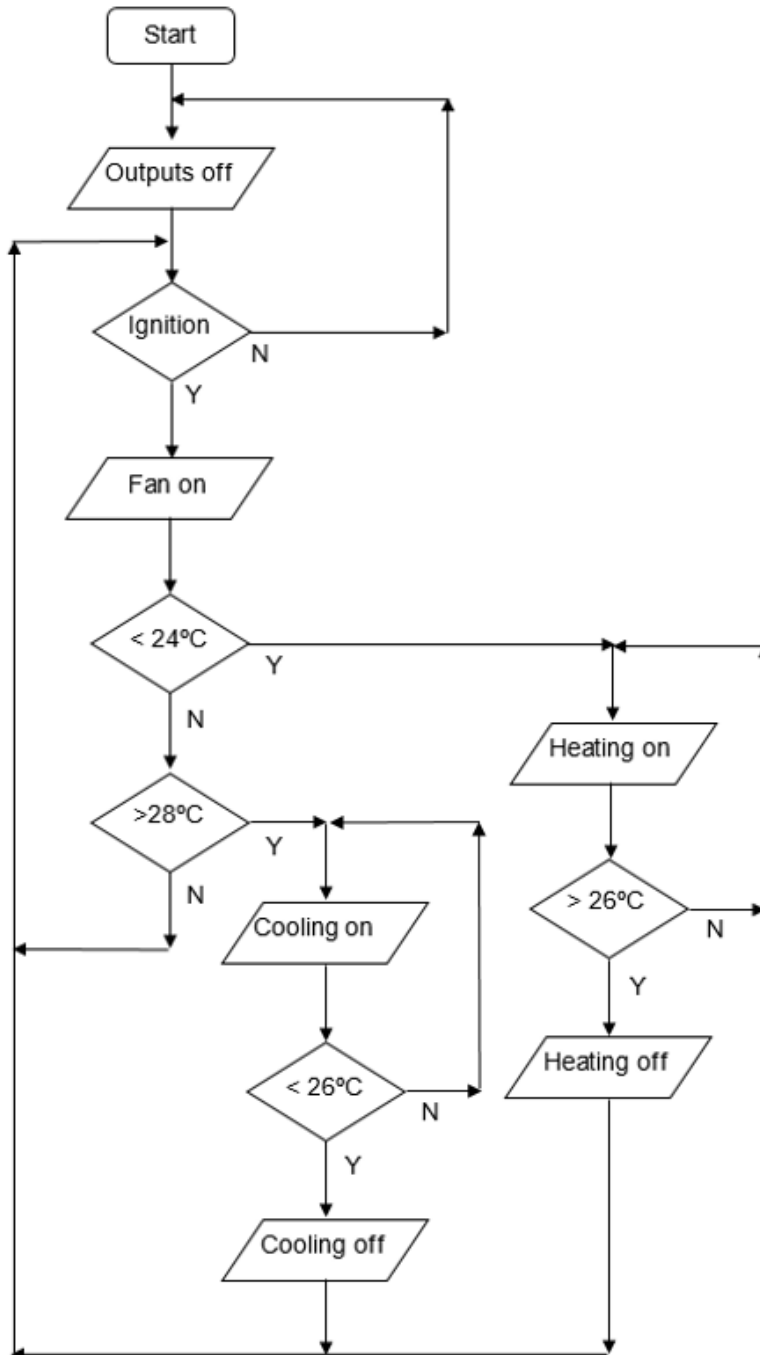 Start
Outputs off
Ignition
N
Y
Fan on
< 24ºC
Y
N
Heating on
>28ºC
Y
N
> 26ºC
N
Y
Cooling on
Heating off
< 26ºC
N
Y
Cooling off